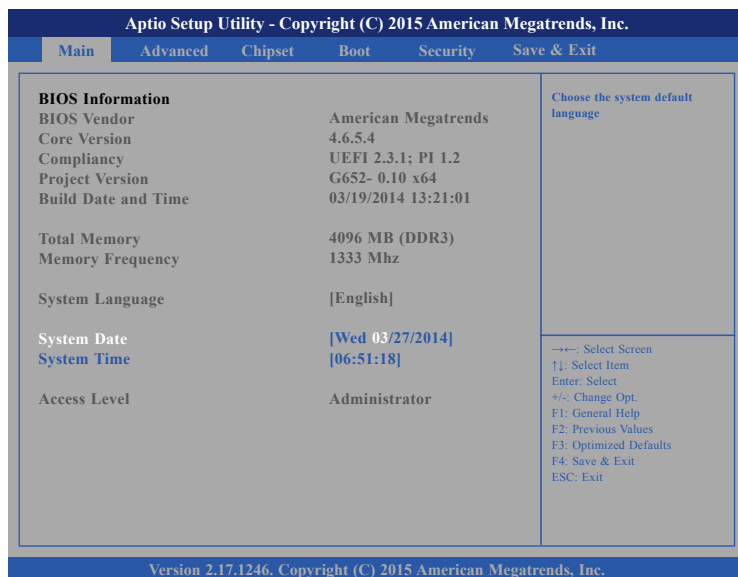 Aptio Setup Utility - Copyright (C) 2015 American Megatrends, Inc.
Main Advanced Chipset Boot Security Save & Exit
BIOS Information
BIOS Vendor American Megatrends
Core Version 4.6.5.4
Compliancy UEFI 2.3.1; PI 1.2
Project Version G652- 0.10 x64
Build Date and Time 03/19/2014 13:21:01
Total Memory 4096 MB (DDR3)
Memory Frequency 1333 Mhz
System Language [English]
System Date [Wed 03/27/2014]
System Time [06:51:18]
Access Level Administrator
Choose the system default
language
→←: Select Screen
↑↓: Select Item
Enter: Select
+/-: Change Opt.
F1: General Help
F2: Previous Values
F3: Optimized Defaults
F4: Save & Exit
ESC: Exit
Version 2.17.1246. Copyright (C) 2015 American Megatrends, Inc.